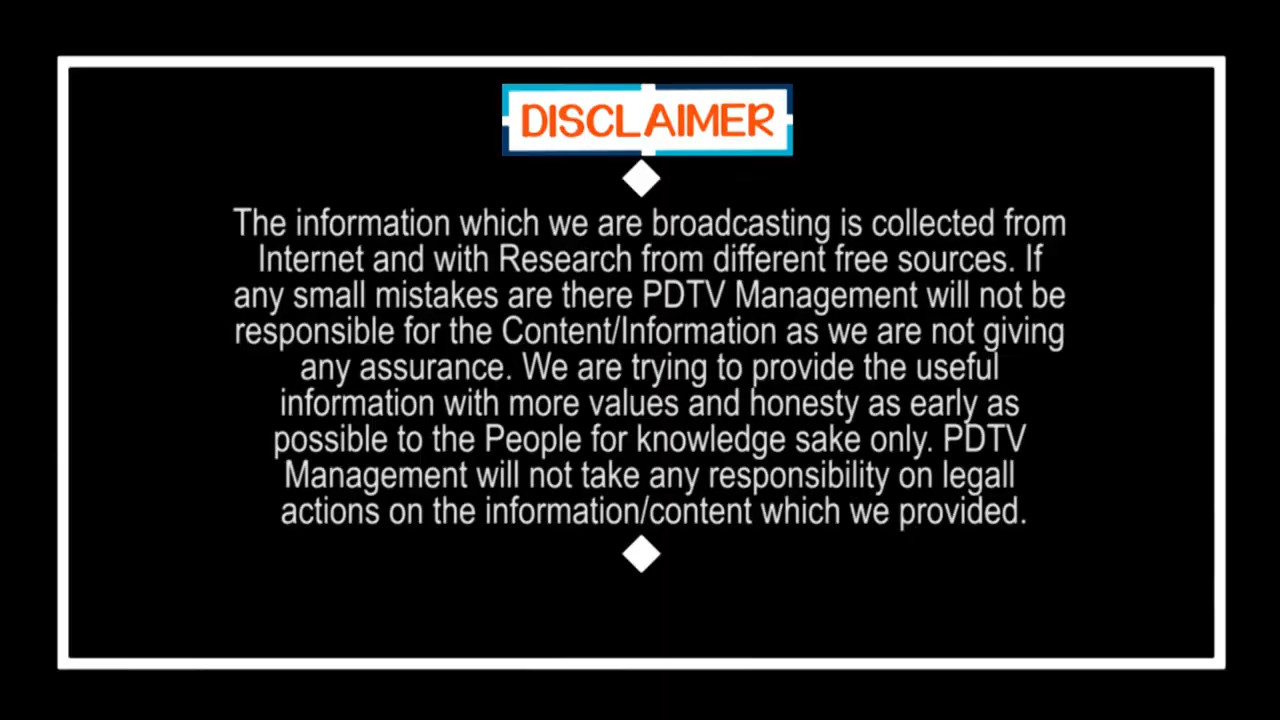 DISCLAIMER
The information which we are broadcasting is collected from
Internet and with Research from different free sources. If
any small mistakes are there PDTV Management will not be
responsible for the Content/Information as we are not giving
any assurance. We are trying to provide the useful
information with more values and honesty as early as
possible to the People for knowledge sake only. PDTV
Management will not take any responsibility on legall
actions on the information/content which we provided.